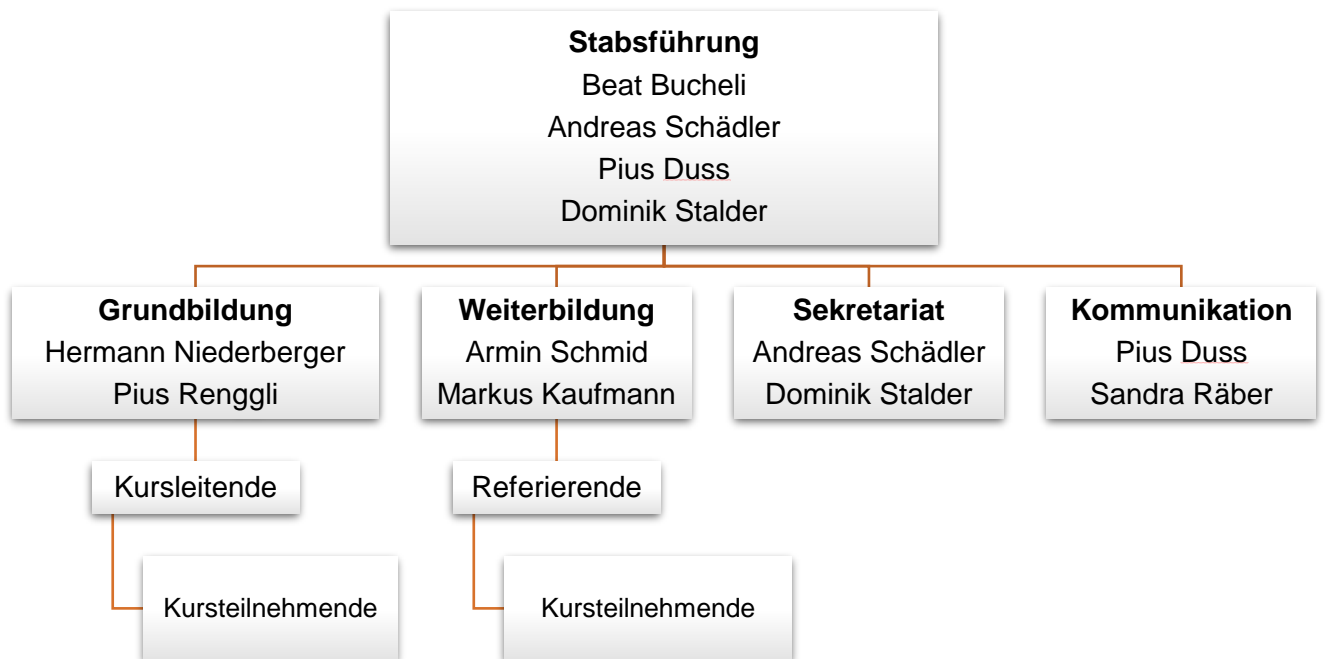 Stabsführung
Beat Bucheli
Andreas Schädler
Pius Duss
Dominik Stalder
Grundbildung
Hermann Niederberger
Pius Renggli
Weiterbildung
Armin Schmid
Markus Kaufmann
Sekretariat
Andreas Schädler
Dominik Stalder
Kommunikation
Pius Duss
Sandra Räber
Kursleitende
Referierende
Kursteilnehmende
Kursteilnehmende